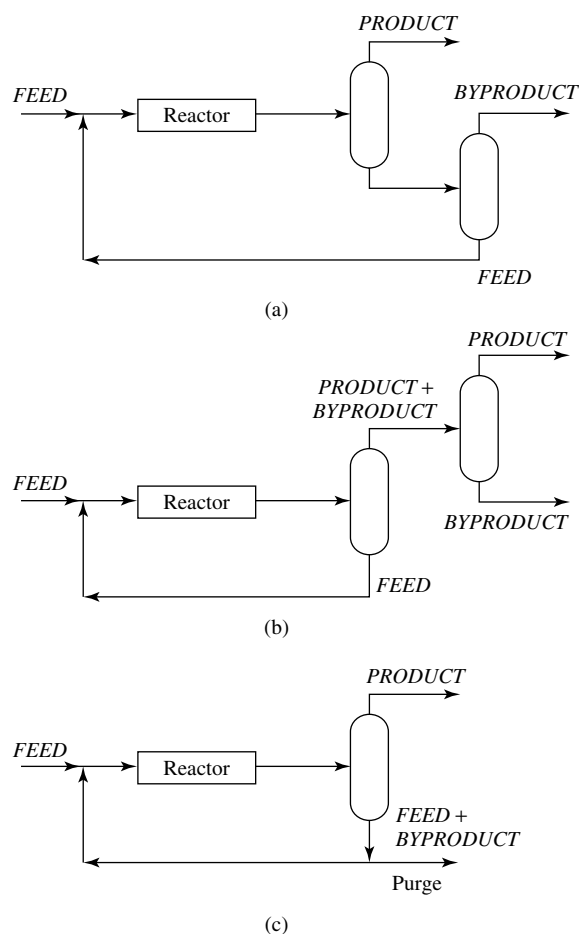 PRODUCT
FEED
BYPRODUCT
Reactor
FEED
(a)
PRODUCT
PRODUCT +
BYPRODUCT
FEED
Reactor
BYPRODUCT
FEED
(b)
PRODUCT
FEED
Reactor
FEED +
BYPRODUCT
Purge
(c)